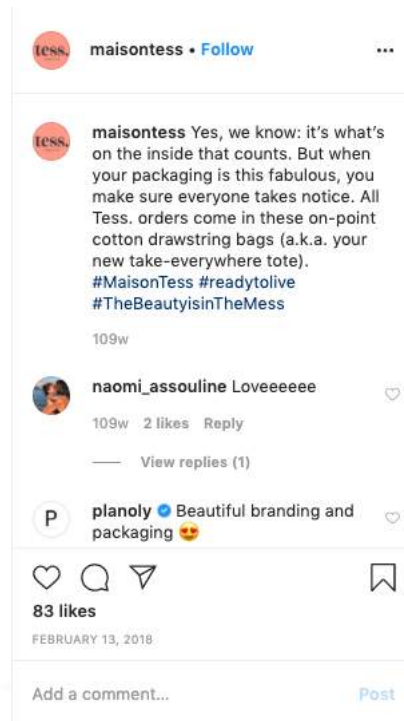 tess.
maisontess • Follow
tess.
maisontess Yes, we know: it's what's
on the inside that counts. But when
your packaging is this fabulous, you
make sure everyone takes notice. All
Tess. orders come in these on-point
cotton drawstring bags (a.k.a. your
new take-everywhere tote).
#MaisonTess #readytolive
#TheBeautyisinTheMess
109w
naomi_assouline Loveeeeee
109w 2 likes Reply
View replies (1)
P
planoly Beautiful branding and
packaging 😍
83 likes
FEBRUARY 13, 2018
Add a comment... Post